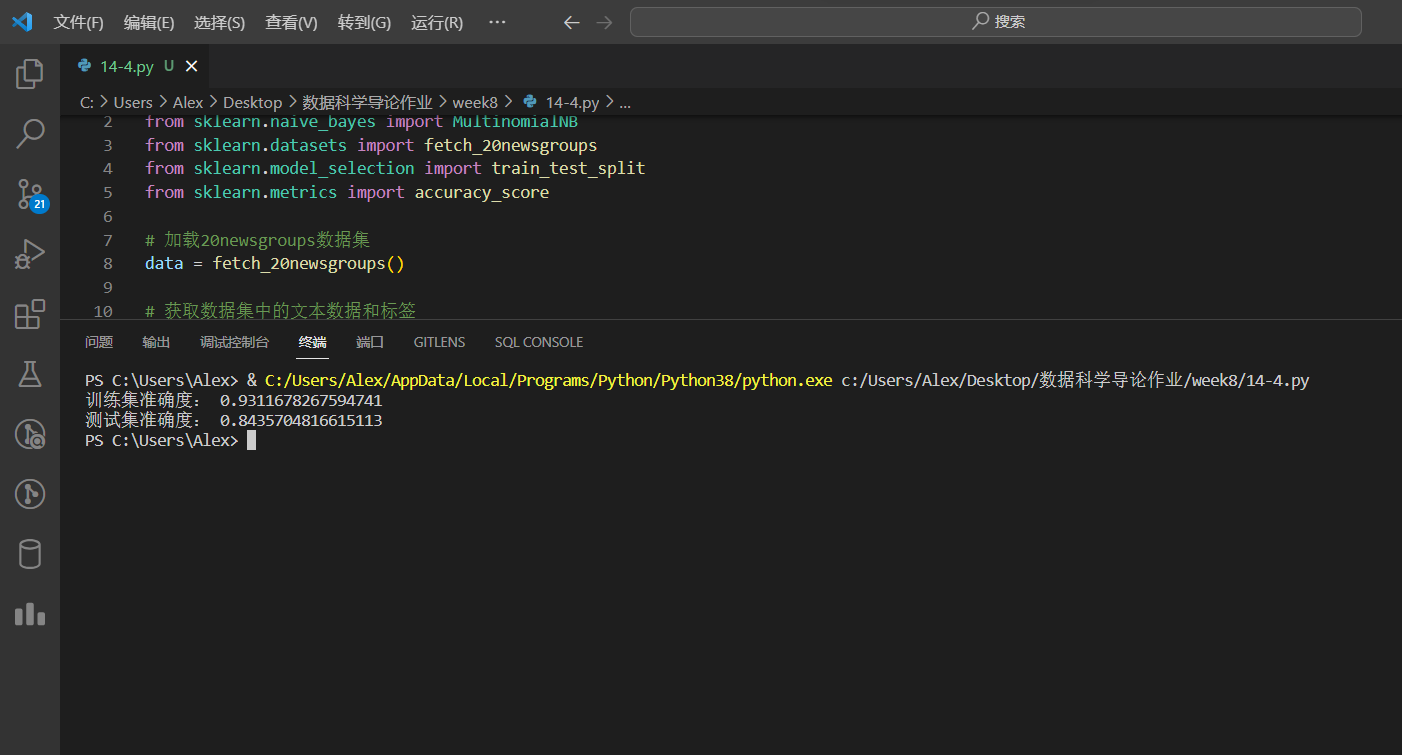 文件(F) 编辑(E) 选择(S) 查看(V) 转到(G) 运行(R) ··· 搜索
14-4.py U
C: > Users > Alex > Desktop > 数据科学导论作业 > week8 > 14-4.py > ...
2 from sklearn.naive_bayes import MultinomialNB
3 from sklearn.datasets import fetch_20newsgroups
4 from sklearn.model_selection import train_test_split
5 from sklearn.metrics import accuracy_score
6
7 # 加载20newsgroups数据集
8 data = fetch_20newsgroups()
9
10 # 获取数据集中的文本数据和标签
21
问题 输出 调试控制台 终端 端口 GITLENS SQL CONSOLE
PS C:\Users\Alex> & C:/Users/Alex/AppData/Local/Programs/Python/Python38/python.exe c:/Users/Alex/Desktop/数据科学导论作业/week8/14-4.py
训练集准确度: 0.9311678267594741
测试集准确度: 0.8435704816615113
PS C:\Users\Alex>